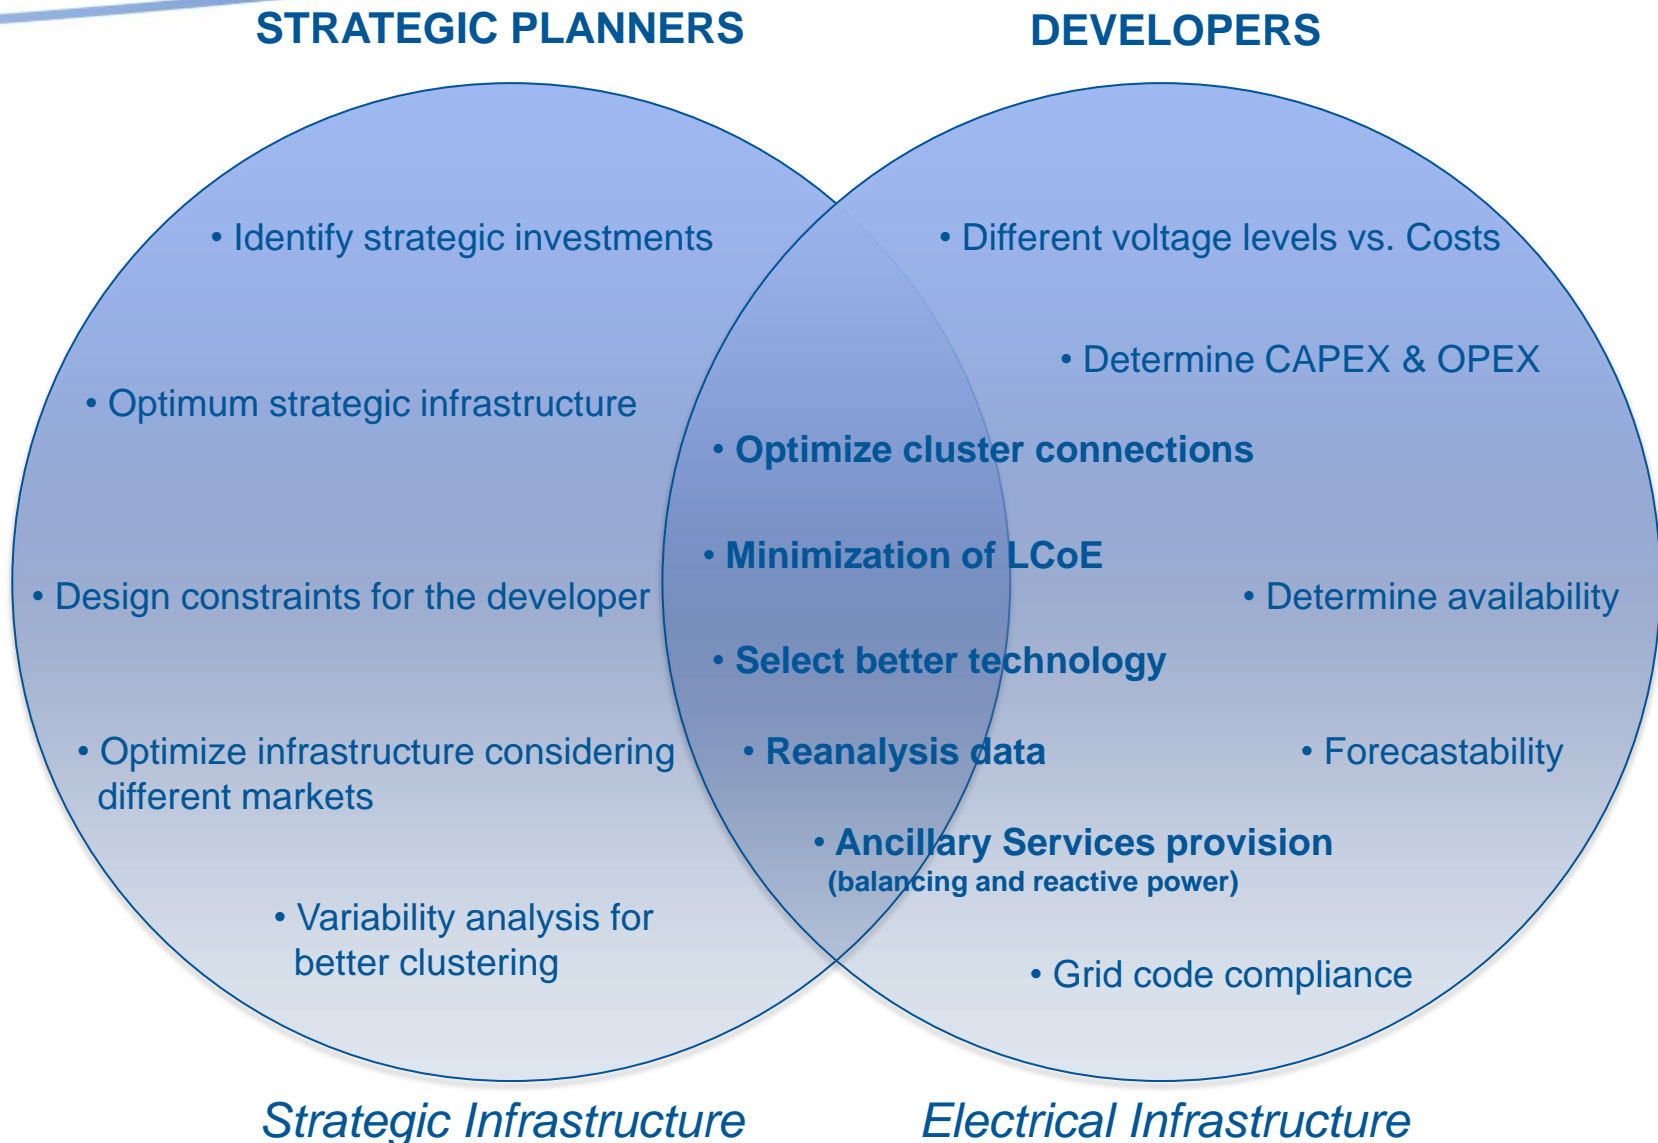 STRATEGIC PLANNERS
DEVELOPERS
• Identify strategic investments
• Different voltage levels vs. Costs
• Determine CAPEX & OPEX
• Optimum strategic infrastructure
• Optimize cluster connections
• Minimization of LCoE
• Design constraints for the developer
• Determine availability
• Select better technology
• Optimize infrastructure considering
different markets
• Reanalysis data
• Forecastability
• Ancillary Services provision
(balancing and reactive power)
• Variability analysis for
better clustering
• Grid code compliance
Strategic Infrastructure
Electrical Infrastructure